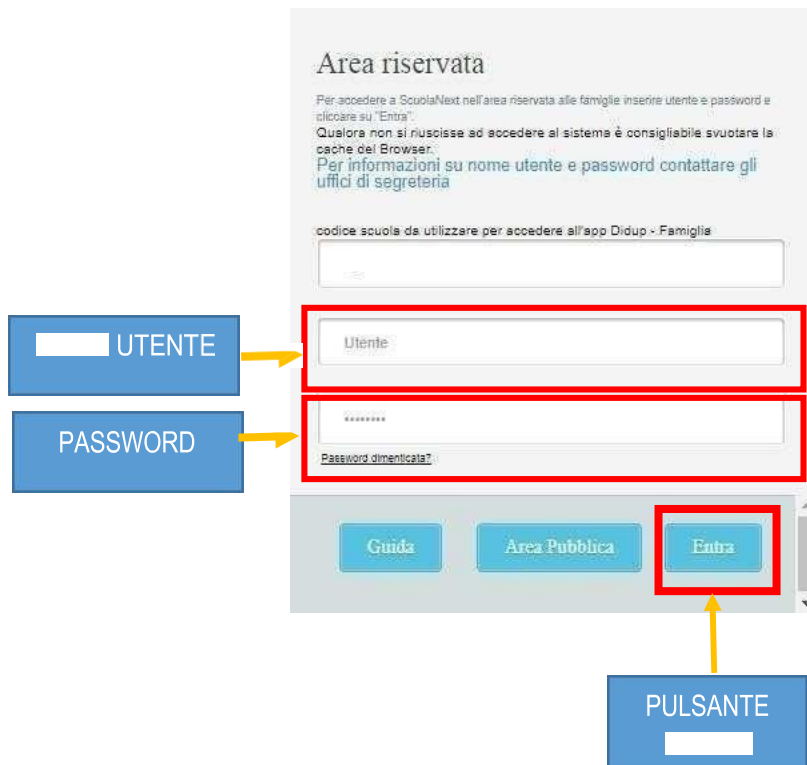 Area riservata
Per accedere a ScuolaNext nell'area riservata alle famiglie inserire utente e password e
cliccare su "Entra".
Qualora non si riuscisse ad accedere al sistema è consigliabile svuotare la
cache del Browser.
Per informazioni su nome utente e password contattare gli
uffici di segreteria
codice scuola da utilizzare per accedere all'app Didup - Famiglia
UTENTE
Utente
PASSWORD
••••••••
Password dimenticata?
Guida
Area Pubblica
Entra
PULSANTE